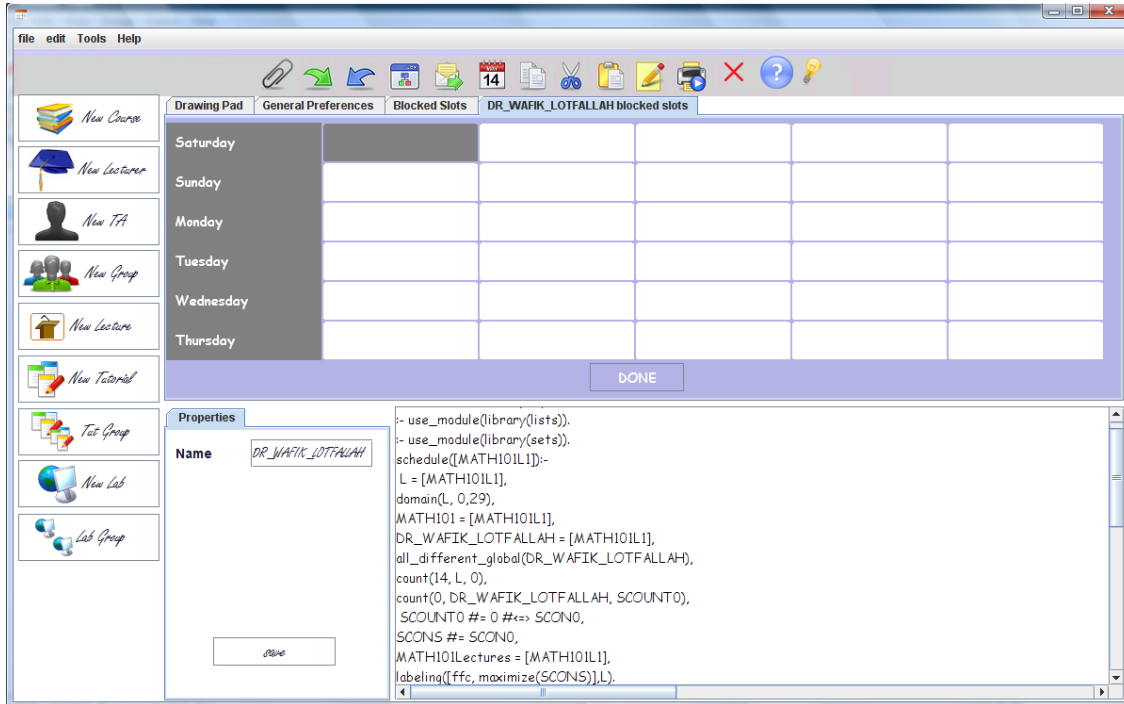 file edit Tools Help
14
New Course
New Lecturer
New TA
New Group
New Lecture
New Tutorial
Tut Group
New Lab
Lab Group
Drawing Pad General Preferences Blocked Slots DR_WAFIK_LOTFALLAH blocked slots
Saturday
Sunday
Monday
Tuesday
Wednesday
Thursday
DONE
Properties
Name DR_WAFIK_LOTFALLAH
save
:- use_module(library(lists)).
:- use_module(library(sets)).
schedule([MATH101L1]):-
L = [MATH101L1],
domain(L, 0,29),
MATH101 = [MATH101L1],
DR_WAFIK_LOTFALLAH = [MATH101L1],
all_different_global(DR_WAFIK_LOTFALLAH),
count(14, L, 0),
count(0, DR_WAFIK_LOTFALLAH, SCOUNT0),
SCOUNT0 #= 0 #<=> SCON0,
SCONS #= SCON0,
MATH101Lectures = [MATH101L1],
labeling([ffc, maximize(SCONS)],L).